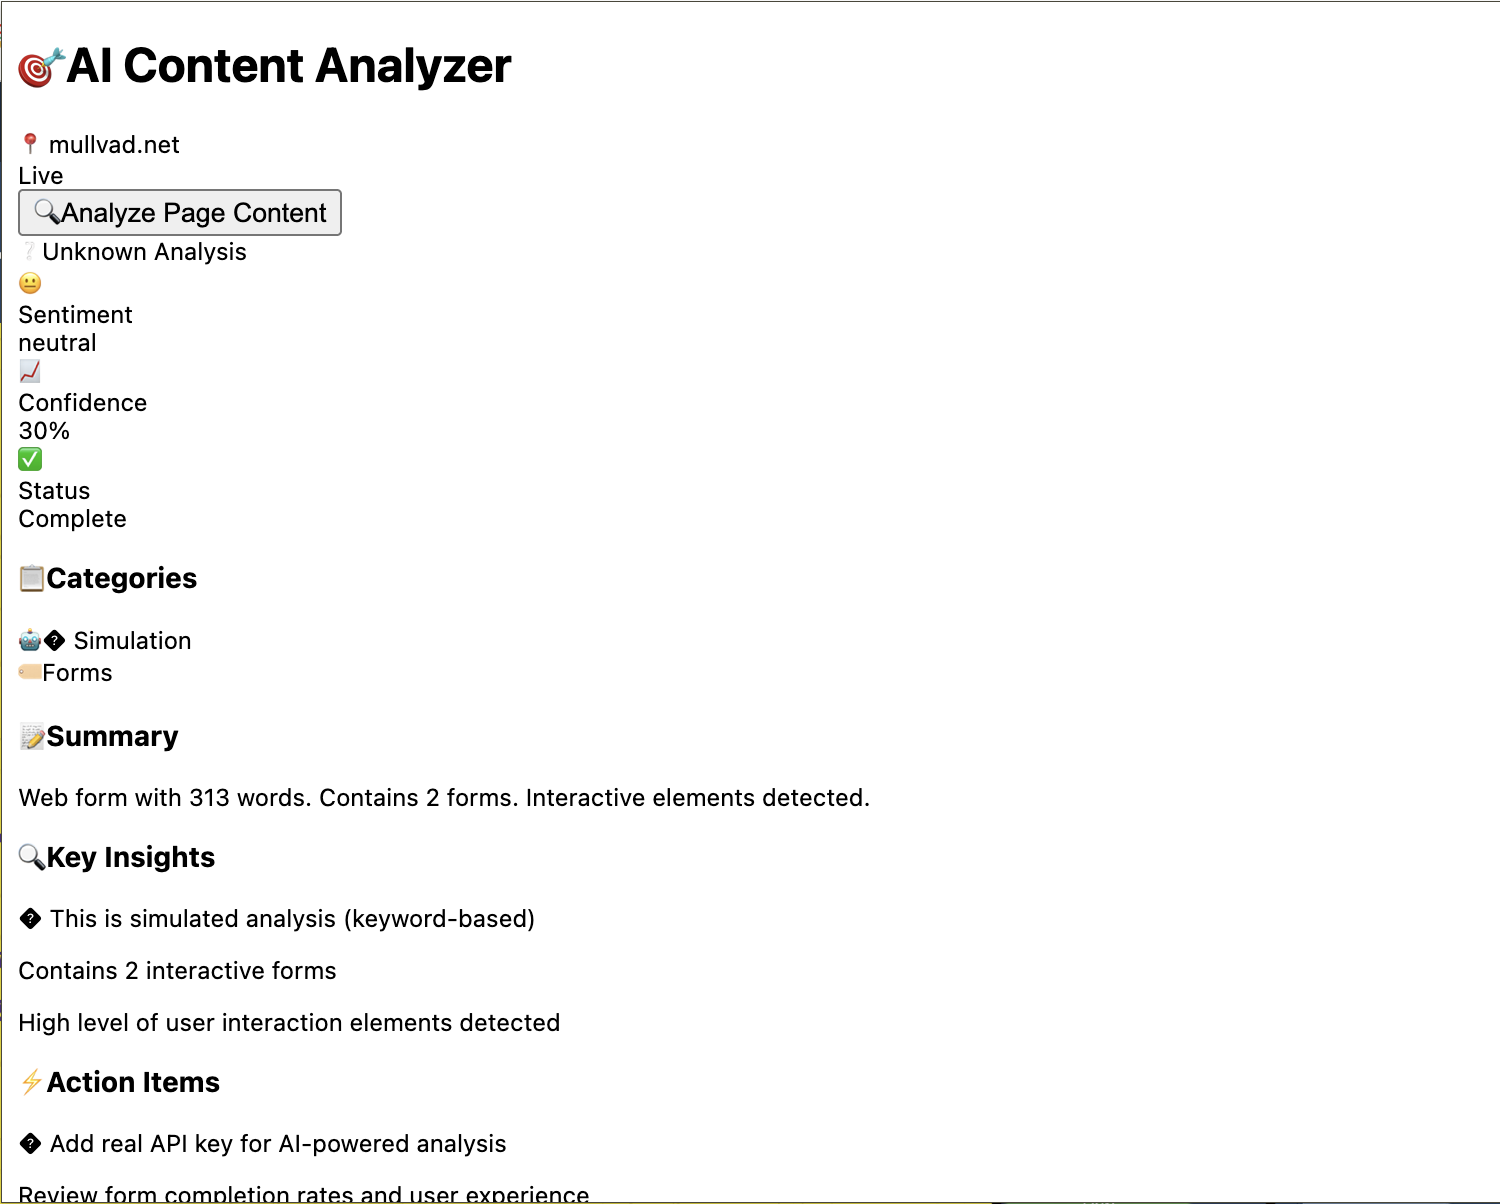 🎯AI Content Analyzer
📍 mullvad.net
Live
🔍Analyze Page Content
❔Unknown Analysis
😐
Sentiment
neutral
📈
Confidence
30%
✅
Status
Complete
📋Categories
🤖� Simulation
🏷️Forms
📝Summary
Web form with 313 words. Contains 2 forms. Interactive elements detected.
🔍Key Insights
� This is simulated analysis (keyword-based)
Contains 2 interactive forms
High level of user interaction elements detected
⚡Action Items
� Add real API key for AI-powered analysis
Review form completion rates and user experience